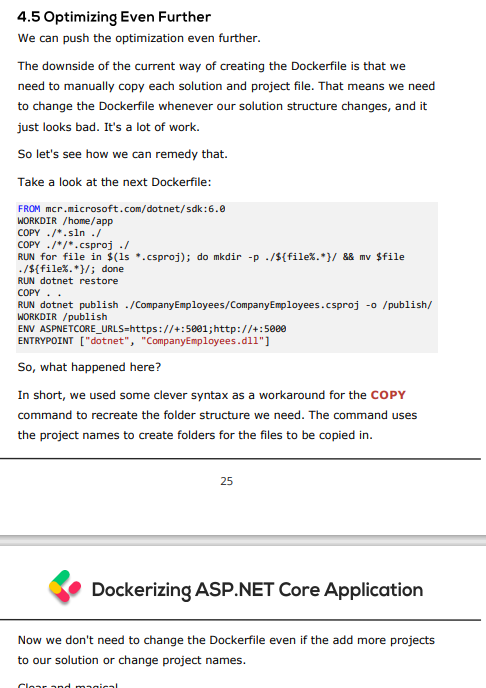 4.5 Optimizing Even Further
We can push the optimization even further.
The downside of the current way of creating the Dockerfile is that we
need to manually copy each solution and project file. That means we need
to change the Dockerfile whenever our solution structure changes, and it
just looks bad. It's a lot of work.
So let's see how we can remedy that.
Take a look at the next Dockerfile:
FROM mcr.microsoft.com/dotnet/sdk:6.0
WORKDIR /home/app
COPY ./*.sln ./
COPY ./*/*.csproj ./
RUN for file in $(ls *.csproj); do mkdir -p ./${file%.*}/ && mv $file
./${file%.*}/; done
RUN dotnet restore
COPY . .
RUN dotnet publish ./CompanyEmployees/CompanyEmployees.csproj -o /publish/
WORKDIR /publish
ENV ASPNETCORE_URLS=https://+:5001;http://+:5000
ENTRYPOINT ["dotnet", "CompanyEmployees.dll"]
So, what happened here?
In short, we used some clever syntax as a workaround for the COPY
command to recreate the folder structure we need. The command uses
the project names to create folders for the files to be copied in.
25
Dockerizing ASP.NET Core Application
Now we don't need to change the Dockerfile even if the add more projects
to our solution or change project names.
Clear and magical